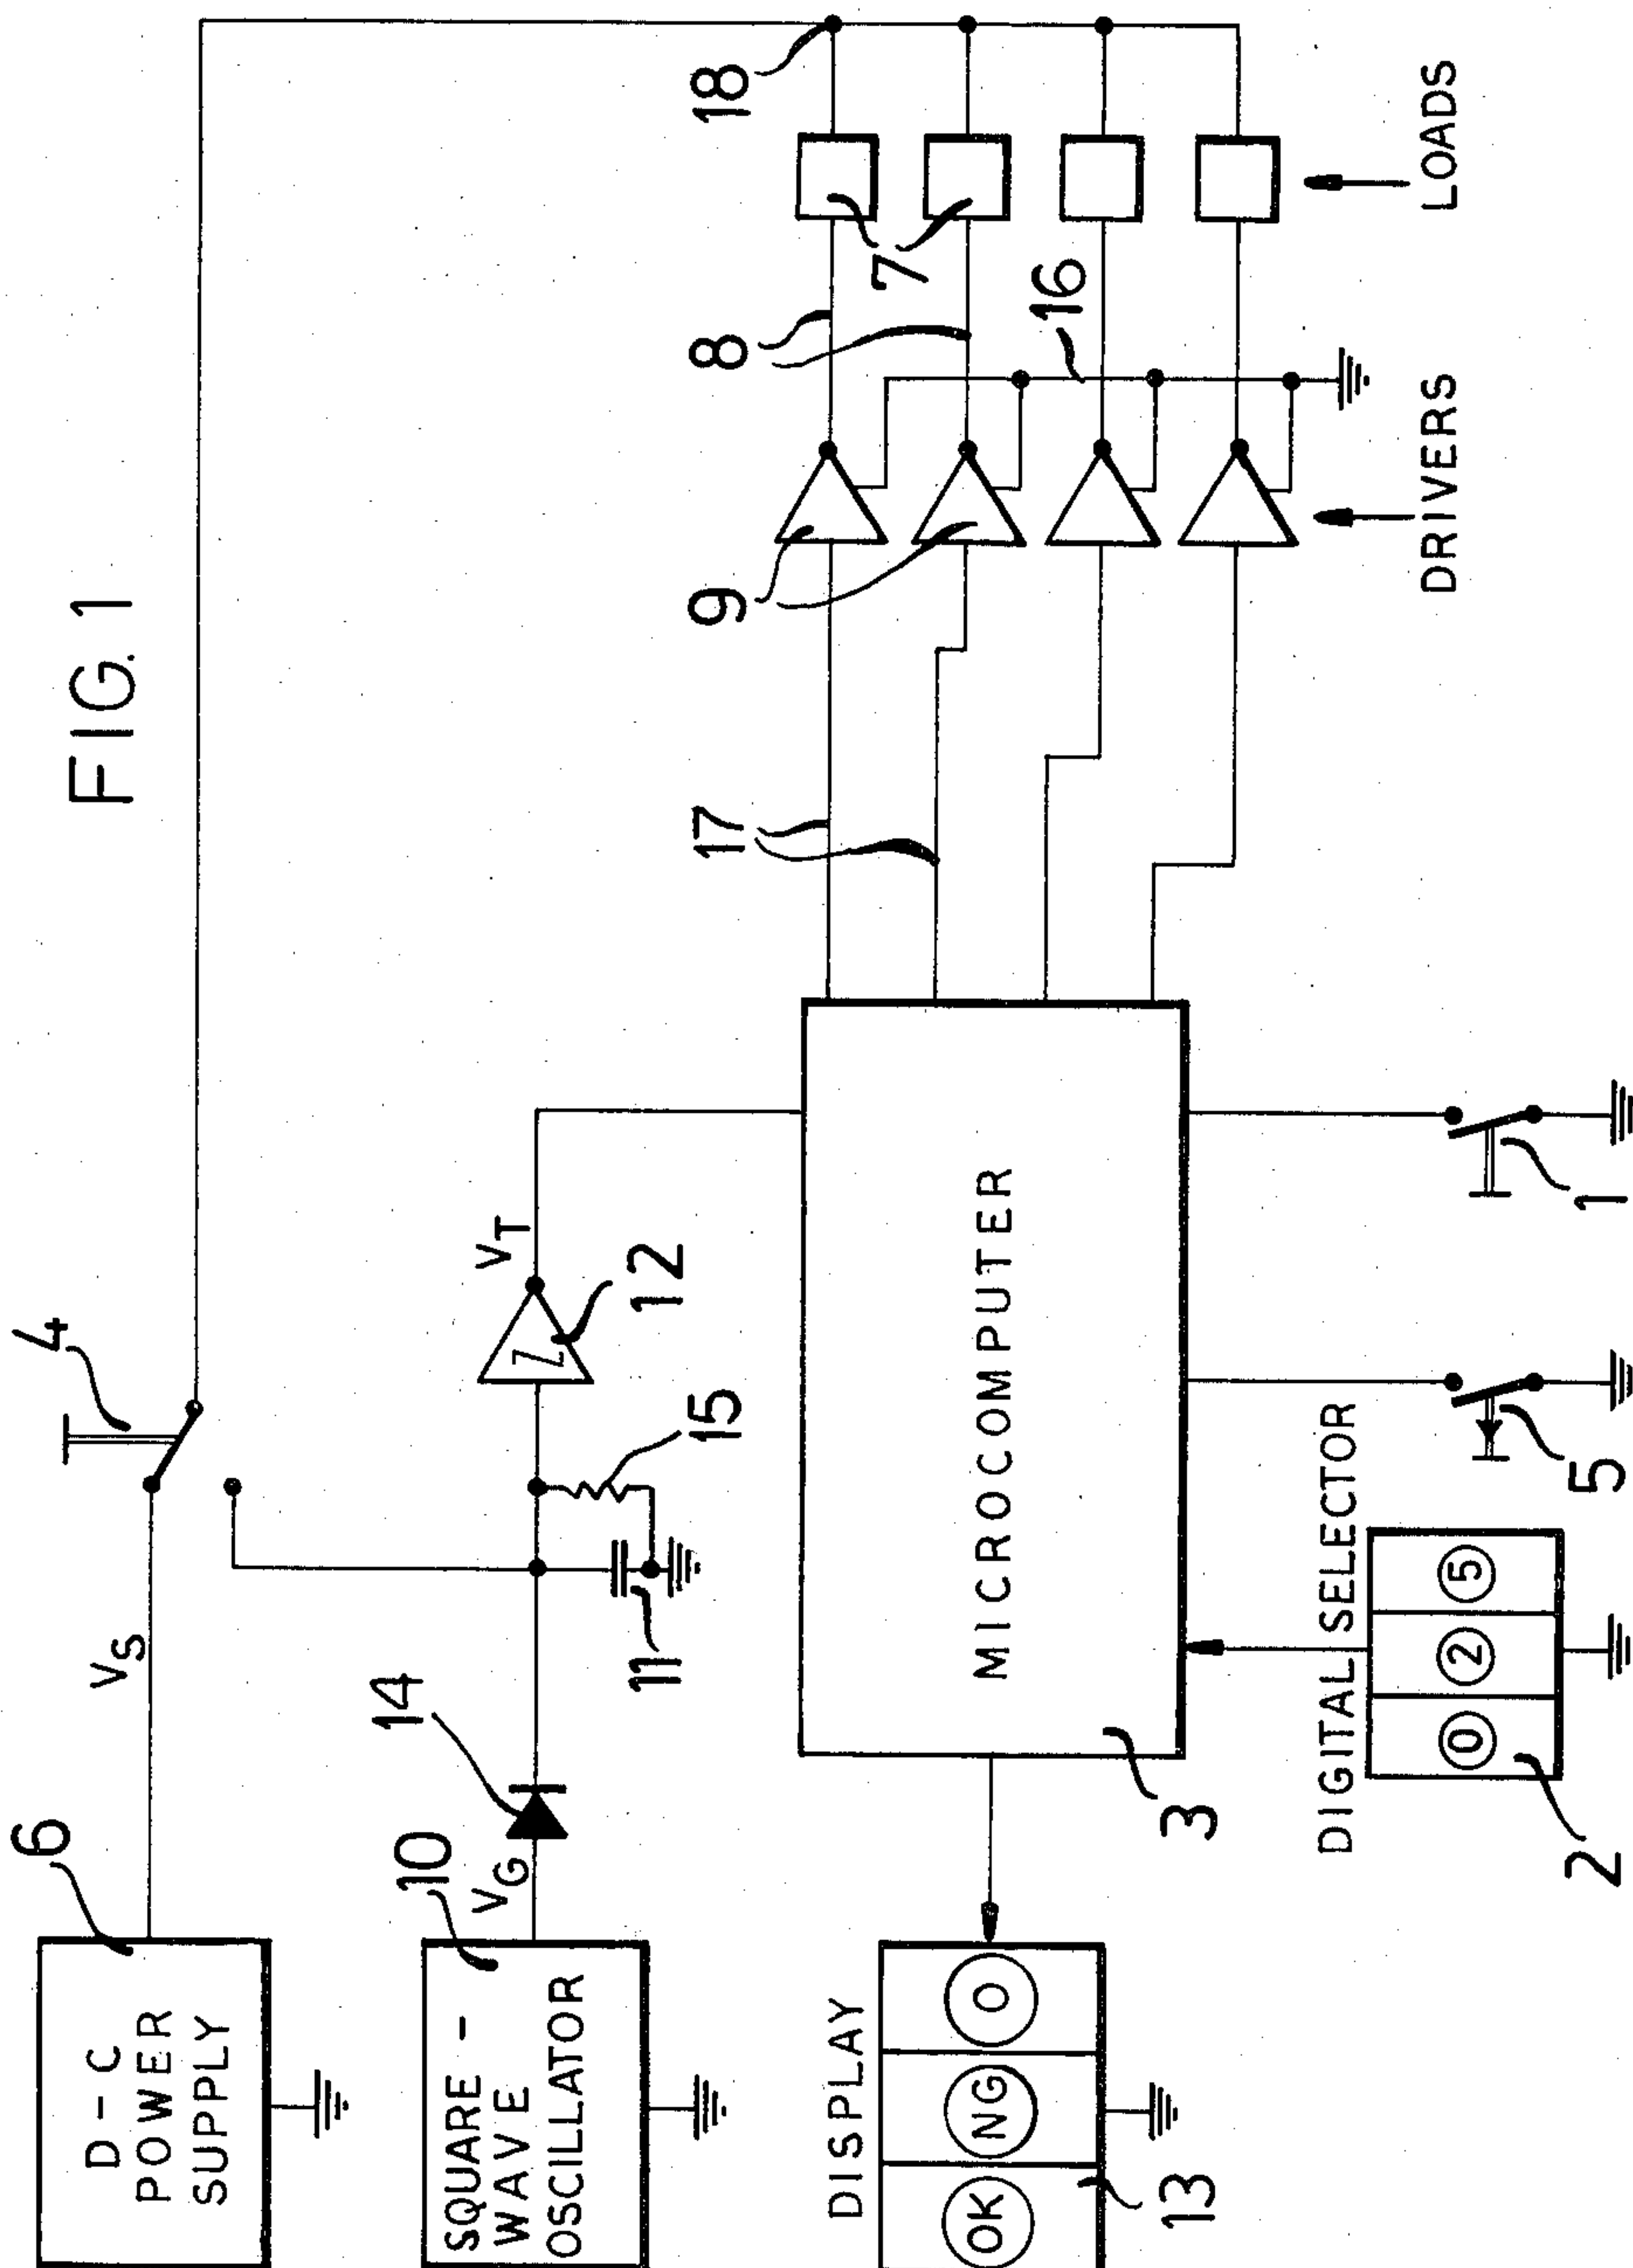 FIG. 1
4
6
D-C
POWER
SUPPLY
VS
18
10
SQUARE-
WAVE
OSCILLATOR
VG
14
11
15
12
VT
17
9
8
7
16
DISPLAY
OK
NG
0
13
MICROCOMPUTER
3
DRIVERS
LOADS
DIGITAL SELECTOR
0
2
5
2
5
1